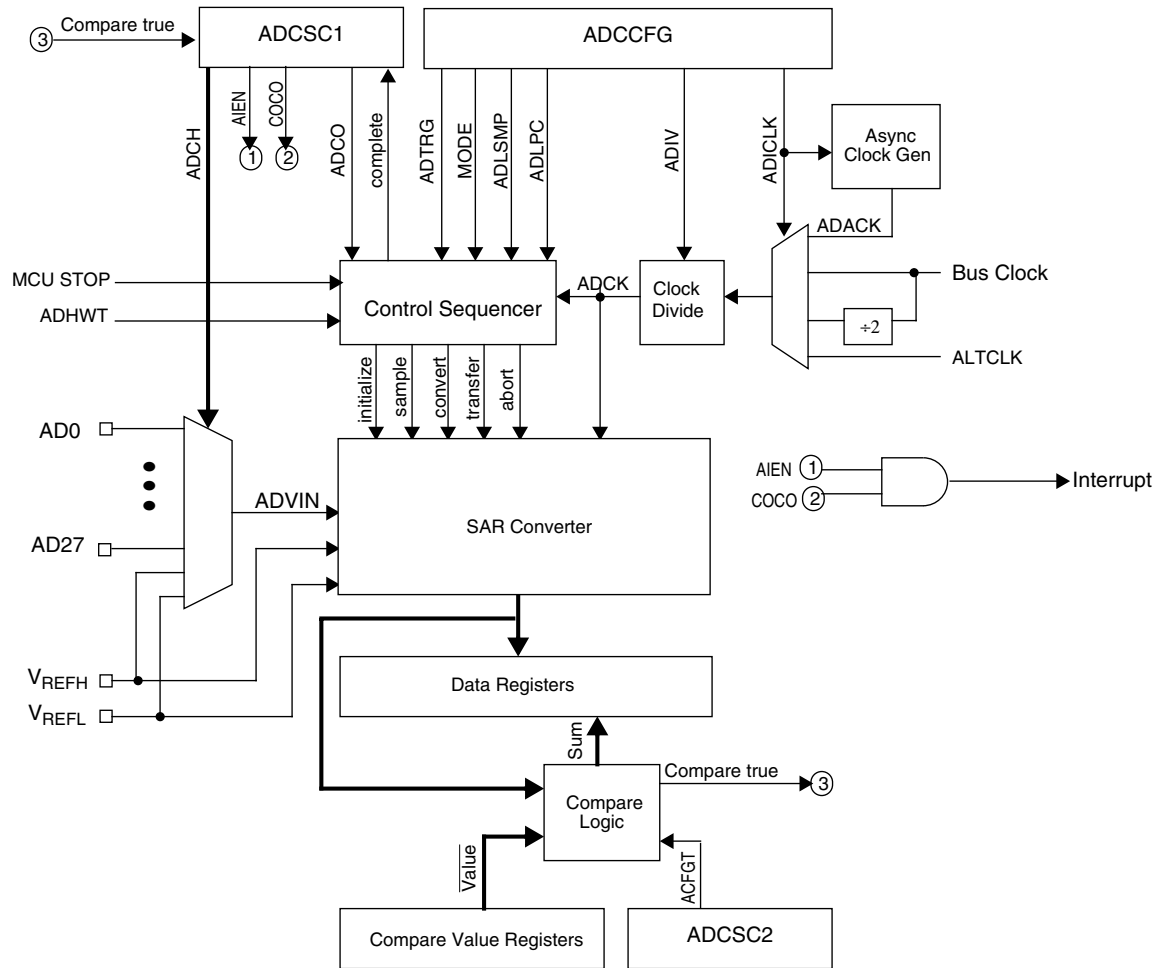 3 Compare true
ADCSC1
ADCCFG
ADCH
AIEN
COCO
1
2
ADCO
complete
ADTRG
MODE
ADLSMP
ADLPC
ADIV
ADICLK
Async
Clock Gen
ADACK
MCU STOP
ADHWT
Control Sequencer
ADCK
Clock
Divide
Bus Clock
÷2
ALTCLK
initialize
sample
convert
transfer
abort
AD0
AD27
ADVIN
SAR Converter
AIEN 1
COCO 2
Interrupt
VREFH
VREFL
Data Registers
Sum
Compare true
3
Compare
Logic
Value
ACFGT
Compare Value Registers
ADCSC2